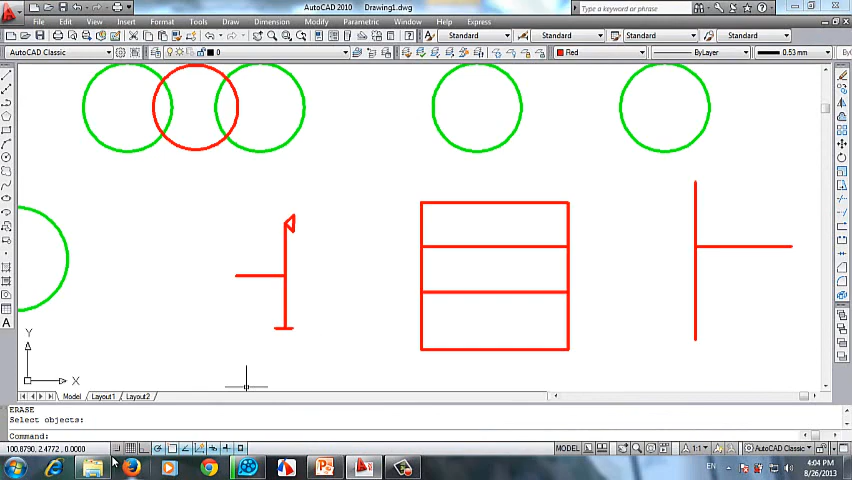 AutoCAD 2010 Drawing1.dwg
Type a keyword or phrase
File Edit View Insert Format Tools Draw Dimension Modify Parametric Window Help Express
Standard Standard Standard Standard
AutoCAD Classic 0 Red ByLayer 0.53 mm
Y
X
Model Layout1 Layout2
ERASE
Select objects:
Command:
100.8790, 2.4772 , 0.0000 MODEL 1:1 AutoCAD Classic
EN 4:04 PM
8/26/2013